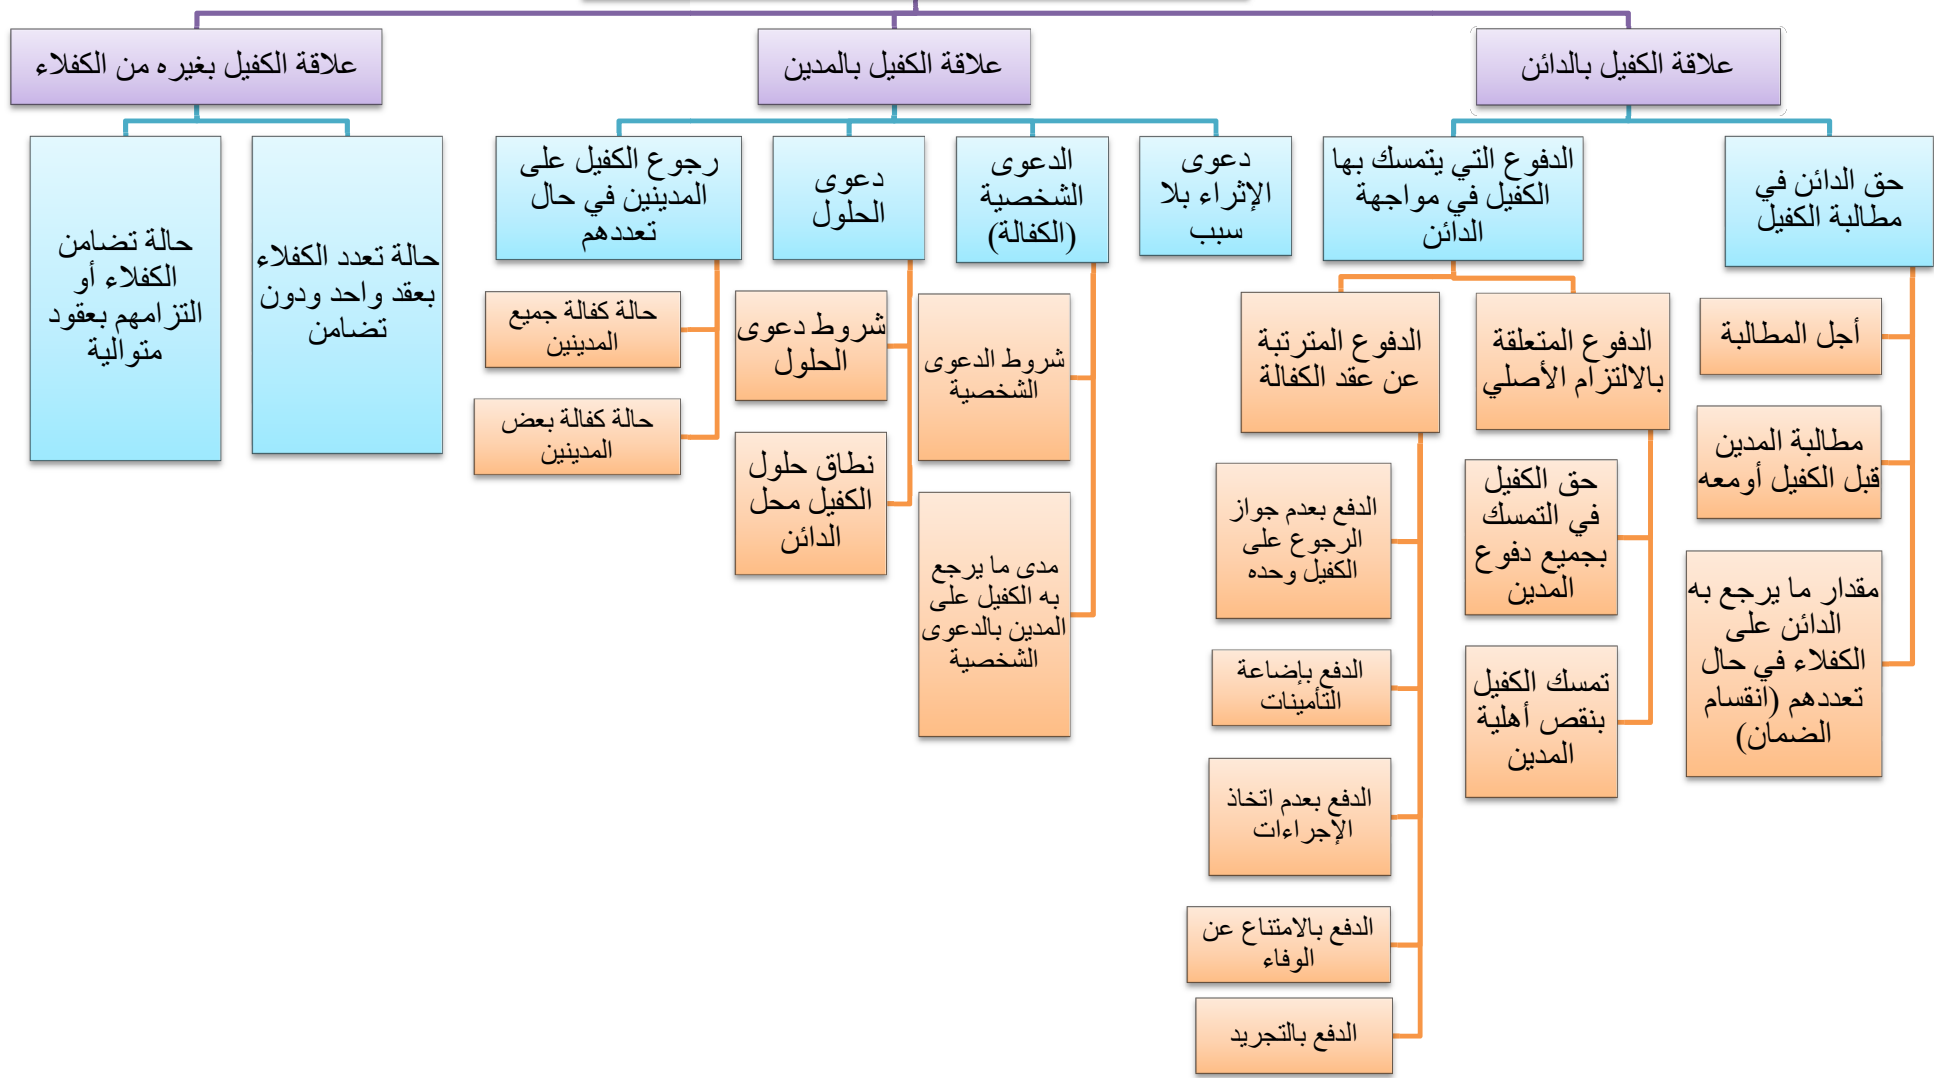 علاقة الكفيل بالدائن
علاقة الكفيل بالمدين
علاقة الكفيل بغيره من الكفلاء
حق الدائن في
مطالبة الكفيل
أجل المطالبة
مطالبة المدين
قبل الكفيل أومعه
مقدار ما يرجع به
الدائن على
الكفلاء في حال
تعددهم (انقسام
الضمان)
الدفوع التي يتمسك بها
الكفيل في مواجهة
الدائن
الدفوع المتعلقة
بالالتزام الأصلي
حق الكفيل
في التمسك
بجميع دفوع
المدين
تمسك الكفيل
بنقص أهلية
المدين
الدفوع المترتبة
عن عقد الكفالة
الدفع بعدم جواز
الرجوع على
الكفيل وحده
الدفع بإضاعة
التأمينات
الدفع بعدم اتخاذ
الإجراءات
الدفع بالامتناع عن
الوفاء
الدفع بالتجريد
دعوى
الإثراء بلا
سبب
الدعوى
الشخصية
(الكفالة)
شروط الدعوى
الشخصية
مدى ما يرجع
به الكفيل على
المدين بالدعوى
الشخصية
دعوى
الحلول
شروط دعوى
الحلول
نطاق حلول
الكفيل محل
الدائن
رجوع الكفيل على
المدينين في حال
تعددهم
حالة كفالة جميع
المدينين
حالة كفالة بعض
المدينين
حالة تعدد الكفلاء
بعقد واحد ودون
تضامن
حالة تضامن
الكفلاء أو
التزامهم بعقود
متوالية